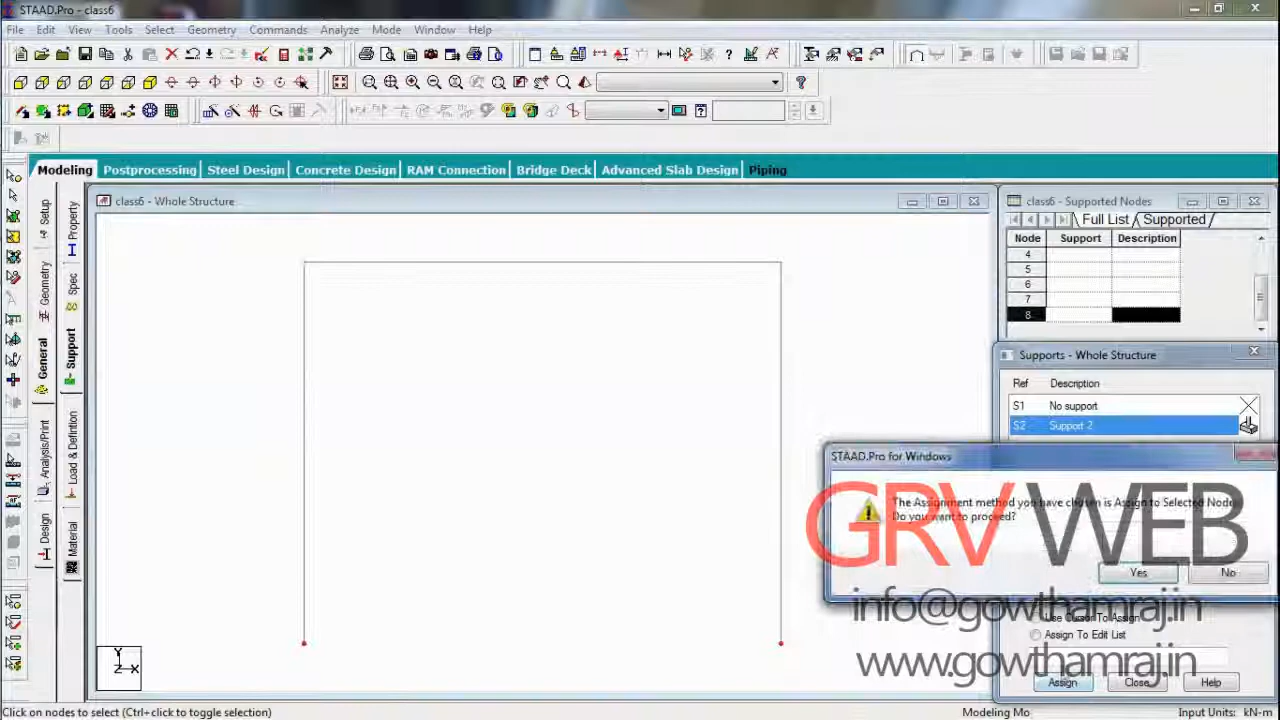 STAAD.Pro - class6
File Edit View Tools Select Geometry Commands Analyze Mode Window Help
Modeling Postprocessing Steel Design Concrete Design RAM Connection Bridge Deck Advanced Slab Design Piping
Setup
Geometry
General
Analysis/Print
Design
Property
Spec
Support
Load & Definition
Material
class6 - Whole Structure
Y
Z X
class6 - Supported Nodes
Full List Supported
Node Support Description
4
5
6
7
8
Supports - Whole Structure
Ref Description
S1 No support
S2 Support 2
STAAD.Pro for Windows
The Assignment method you have chosen is Assign to Selected Nodes.
Do you want to proceed?
GRV WEB
Yes No
info@gowthamraj.in
Use Cursor To Assign
Assign To Edit List
www.gowthamraj.in
Assign Close Help
Click on nodes to select (Ctrl+click to toggle selection)
Modeling Mo
Input Units: kN-m